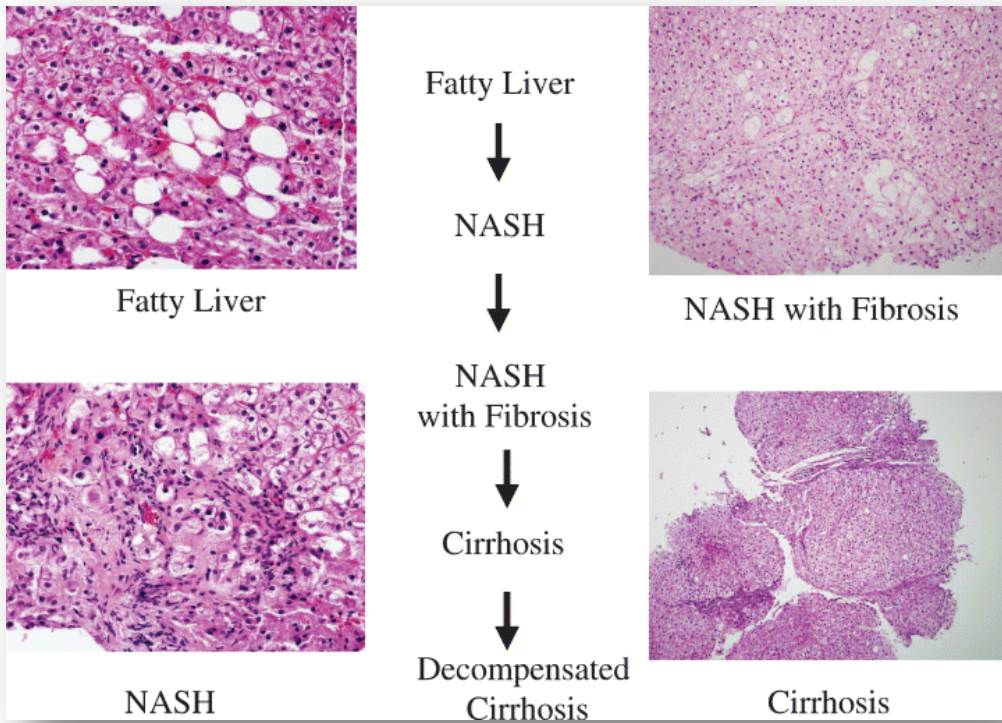 Fatty Liver
NASH
NASH
with Fibrosis
Cirrhosis
Decompensated
Cirrhosis
Fatty Liver
NASH
NASH with Fibrosis
Cirrhosis